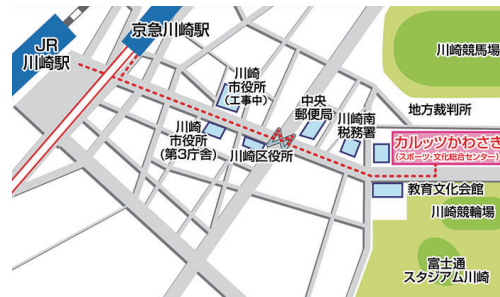 京急川崎駅
JR
川崎駅
川崎
市役所
(工事中)
中央
郵便局
川崎南
税務署
川崎競馬場
地方裁判所
カルッツかわさき
(スポーツ・文化総合センター)
川崎
市役所
(第3庁舎)
川崎区役所
教育文化会館
川崎競輪場
富士通
スタジアム川崎